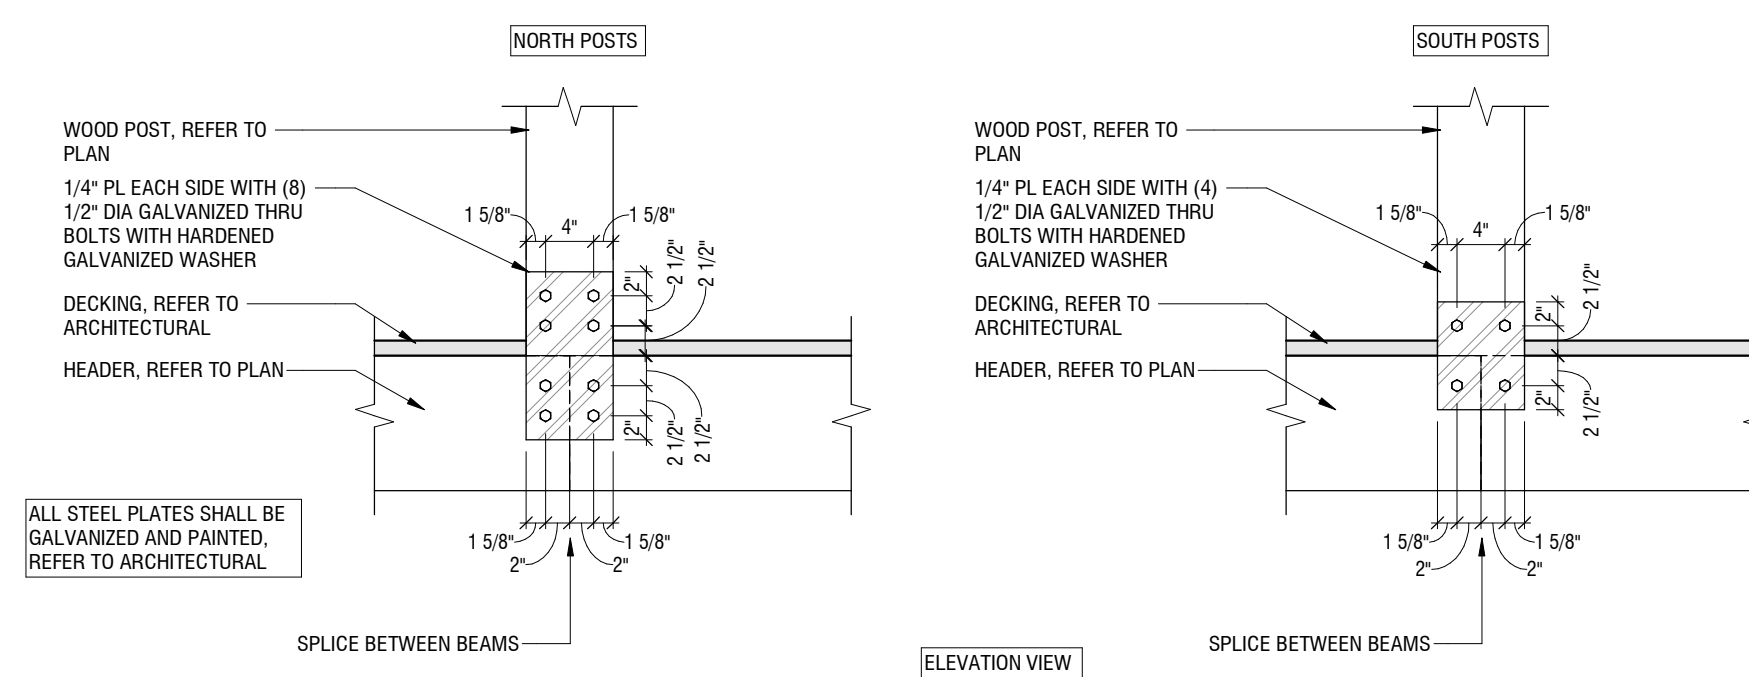 NORTH POSTS
WOOD POST, REFER TO
PLAN
1/4" PL EACH SIDE WITH (8)
1/2" DIA GALVANIZED THRU
BOLTS WITH HARDENED
GALVANIZED WASHER
DECKING, REFER TO
ARCHITECTURAL
HEADER, REFER TO PLAN
1 5/8"
4"
1 5/8"
2"
2 1/2"
2 1/2"
2"
2 1/2"
2 1/2"
1 5/8"
2"
2"
1 5/8"
ALL STEEL PLATES SHALL BE
GALVANIZED AND PAINTED,
REFER TO ARCHITECTURAL
SPLICE BETWEEN BEAMS
SOUTH POSTS
WOOD POST, REFER TO
PLAN
1/4" PL EACH SIDE WITH (4)
1/2" DIA GALVANIZED THRU
BOLTS WITH HARDENED
GALVANIZED WASHER
DECKING, REFER TO
ARCHITECTURAL
HEADER, REFER TO PLAN
1 5/8"
4"
1 5/8"
2"
2 1/2"
2"
2 1/2"
1 5/8"
2"
2"
1 5/8"
SPLICE BETWEEN BEAMS
ELEVATION VIEW